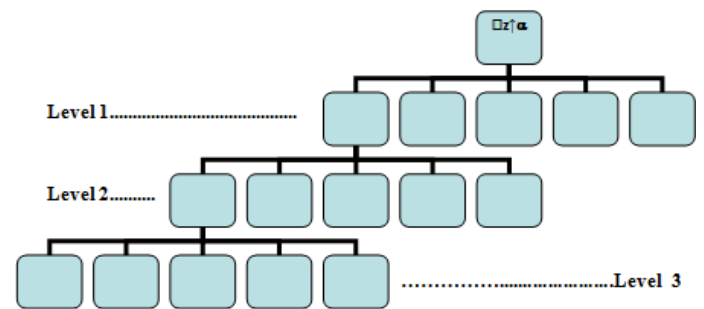 □z↑α
Level 1.........................................
Level 2..........
……………........................Level 3